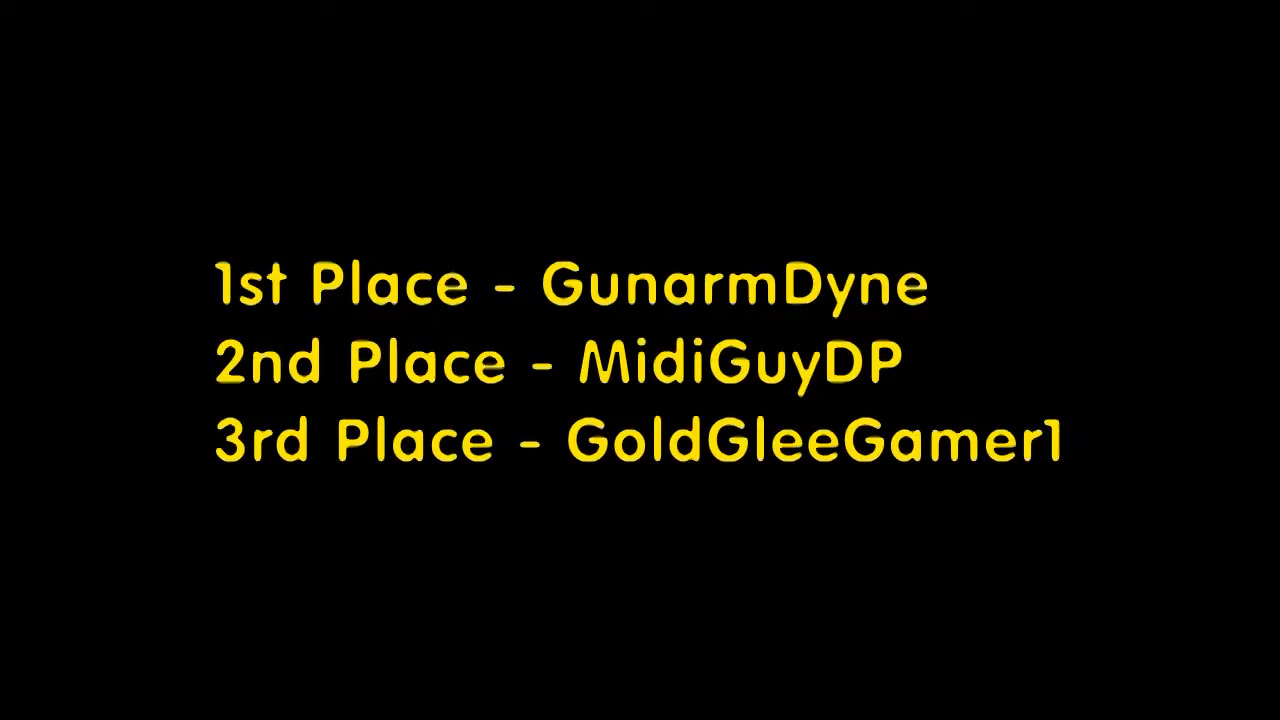 1st Place - GunarmDyne
2nd Place - MidiGuyDP
3rd Place - GoldGleeGamer1